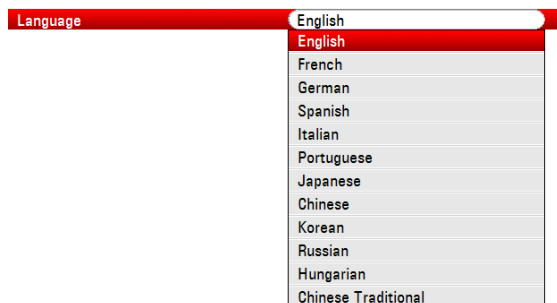 Language English
English
French
German
Spanish
Italian
Portuguese
Japanese
Chinese
Korean
Russian
Hungarian
Chinese Traditional